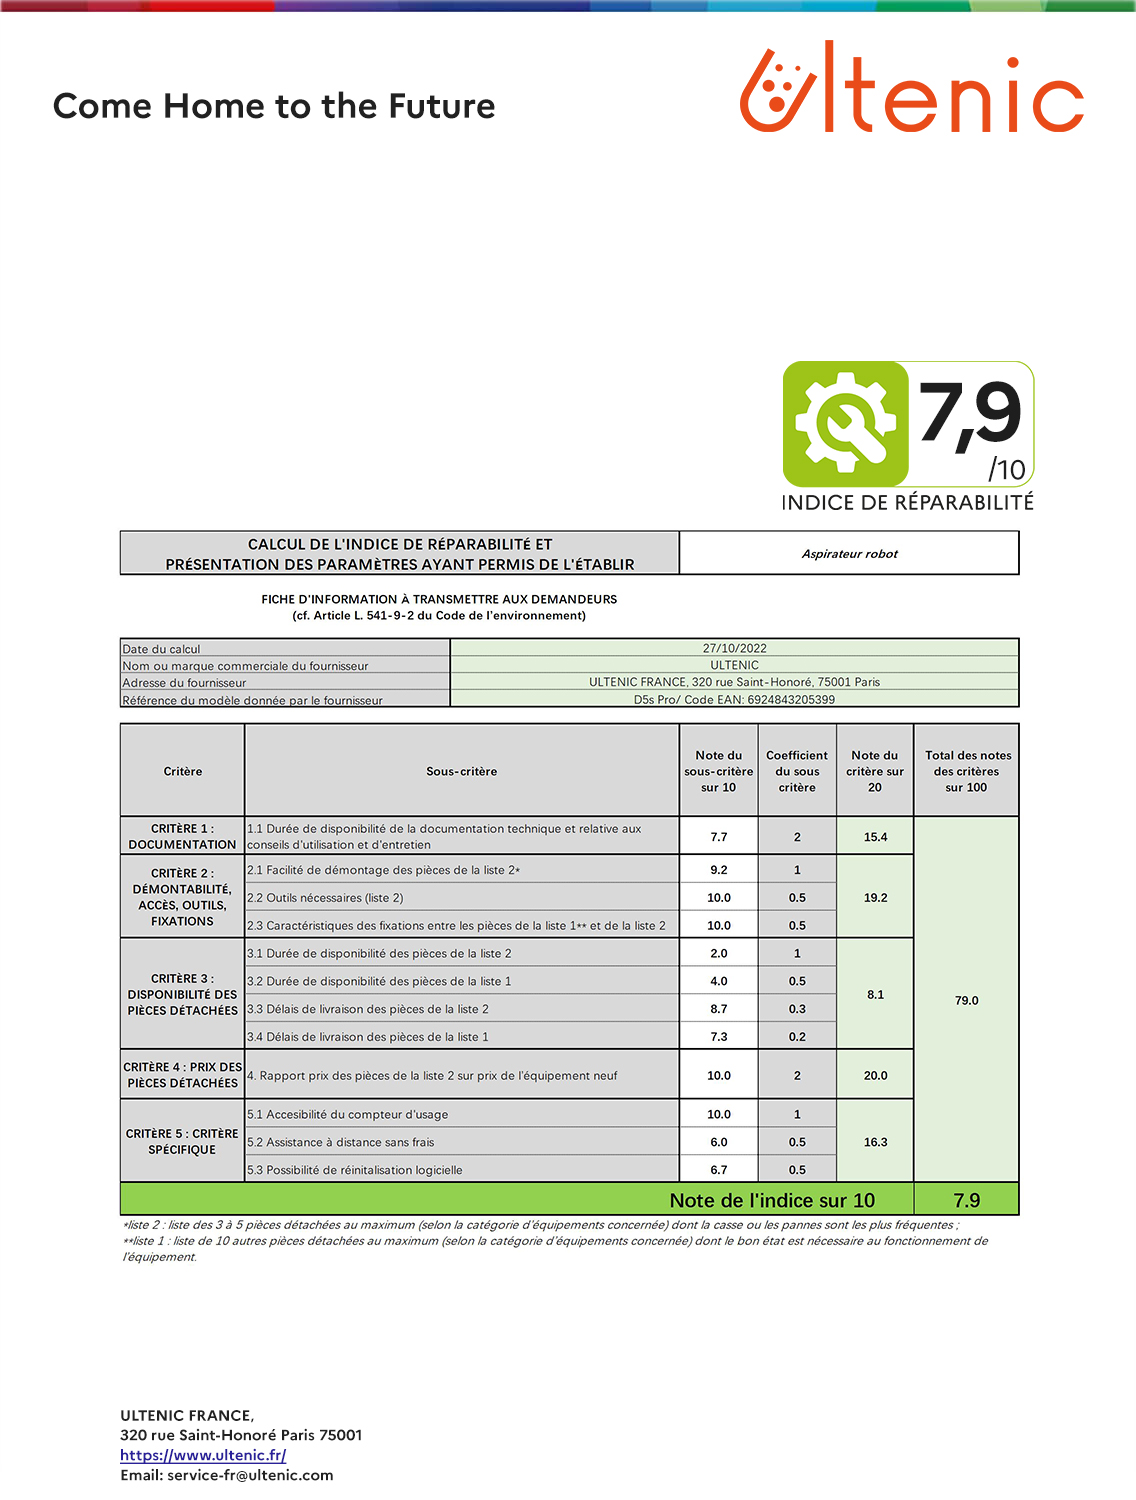 Come Home to the Future
Ultenic
7,9
/10
INDICE DE RÉPARABILITÉ
CALCUL DE L'INDICE DE RÉPARABILITÉ ET
PRÉSENTATION DES PARAMÈTRES AYANT PERMIS DE L'ÉTABLIR
Aspirateur robot
FICHE D'INFORMATION À TRANSMETTRE AUX DEMANDEURS
(cf. Article L. 541-9-2 du Code de l'environnement)
Date du calcul 27/10/2022
Nom ou marque commerciale du fournisseur ULTENIC
Adresse du fournisseur ULTENIC FRANCE, 320 rue Saint-Honoré, 75001 Paris
Référence du modèle donnée par le fournisseur D5s Pro/ Code EAN: 6924843205399
Critère
Sous-critère
Note du
sous-critère
sur 10
Coefficient
du sous
critère
Note du
critère sur
20
Total des notes
des critères
sur 100
CRITÈRE 1 :
DOCUMENTATION
1.1 Durée de disponibilité de la documentation technique et relative aux
conseils d'utilisation et d'entretien
7.7 2 15.4
CRITÈRE 2 :
DÉMONTABILITÉ,
ACCÈS, OUTILS,
FIXATIONS
2.1 Facilité de démontage des pièces de la liste 2* 9.2 1
2.2 Outils nécessaires (liste 2) 10.0 0.5
2.3 Caractéristiques des fixations entre les pièces de la liste 1** et de la liste 2 10.0 0.5
19.2
CRITÈRE 3 :
DISPONIBILITÉ DES
PIÈCES DÉTACHÉES
3.1 Durée de disponibilité des pièces de la liste 2 2.0 1
3.2 Durée de disponibilité des pièces de la liste 1 4.0 0.5
3.3 Délais de livraison des pièces de la liste 2 8.7 0.3
3.4 Délais de livraison des pièces de la liste 1 7.3 0.2
8.1
79.0
CRITÈRE 4 : PRIX DES
PIÈCES DÉTACHÉES
4. Rapport prix des pièces de la liste 2 sur prix de l'équipement neuf 10.0 2 20.0
CRITÈRE 5 : CRITÈRE
SPÉCIFIQUE
5.1 Accesibilité du compteur d'usage 10.0 1
5.2 Assistance à distance sans frais 6.0 0.5
5.3 Possibilité de réinitalisation logicielle 6.7 0.5
16.3
Note de l'indice sur 10 7.9
*liste 2 : liste des 3 à 5 pièces détachées au maximum (selon la catégorie d'équipements concernée) dont la casse ou les pannes sont les plus fréquentes ;
**liste 1 : liste de 10 autres pièces détachées au maximum (selon la catégorie d'équipements concernée) dont le bon état est nécessaire au fonctionnement de
l'équipement.
ULTENIC FRANCE,
320 rue Saint-Honoré Paris 75001
https://www.ultenic.fr/
Email: service-fr@ultenic.com